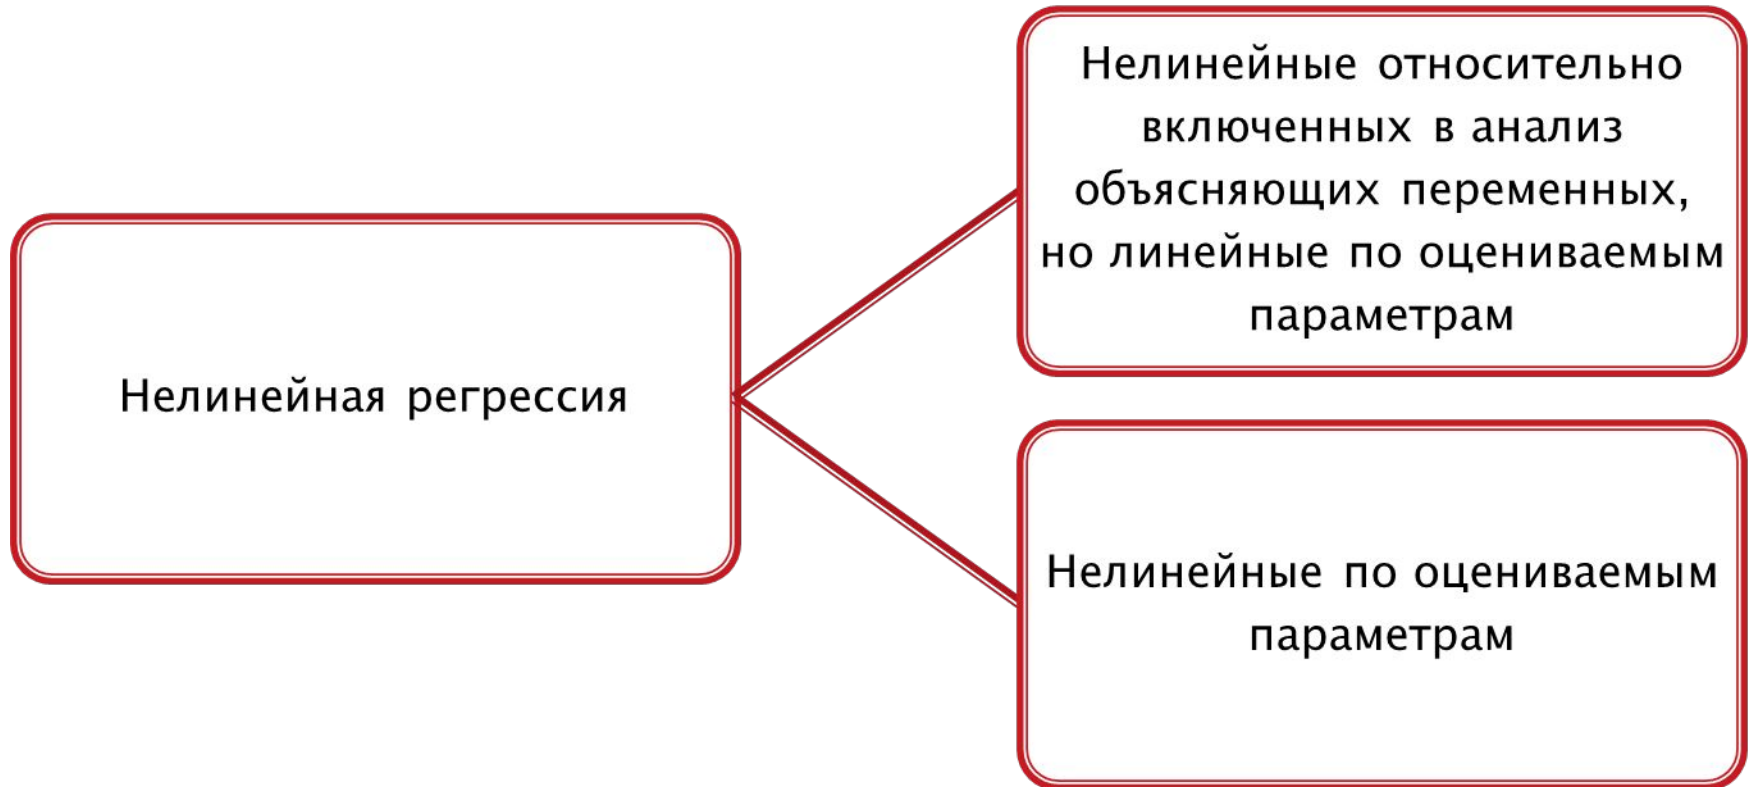 Нелинейная регрессия
Нелинейные относительно
включенных в анализ
объясняющих переменных,
но линейные по оцениваемым
параметрам
Нелинейные по оцениваемым
параметрам